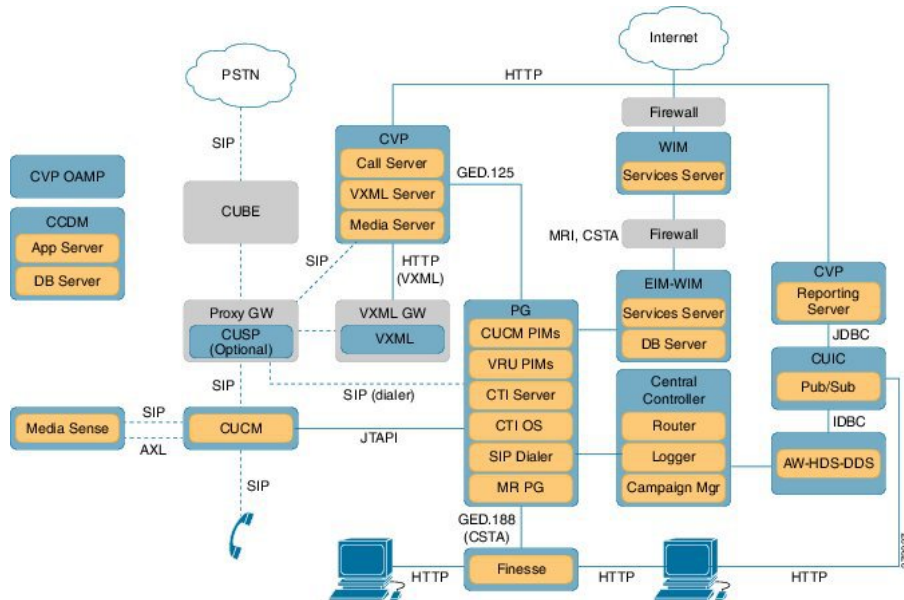 Internet
PSTN
HTTP
Firewall
SIP
CVP
Call Server
VXML Server
Media Server
WIM
Services Server
GED.125
CVP OAMP
CUBE
CCDM
App Server
DB Server
MRI, CSTA
Firewall
SIP
HTTP
(VXML)
EIM-WIM
Services Server
DB Server
CVP
Reporting
Server
Proxy GW
CUSP
(Optional)
VXML GW
VXML
PG
CUCM PIMs
VRU PIMs
CTI Server
CTI OS
SIP Dialer
MR PG
JDBC
CUIC
Pub/Sub
SIP
SIP (dialer)
Central
Controller
Router
Logger
Campaign Mgr
IDBC
AW-HDS-DDS
Media Sense
SIP
AXL
CUCM
JTAPI
SIP
GED.188
(CSTA)
Finesse
HTTP
HTTP
HTTP